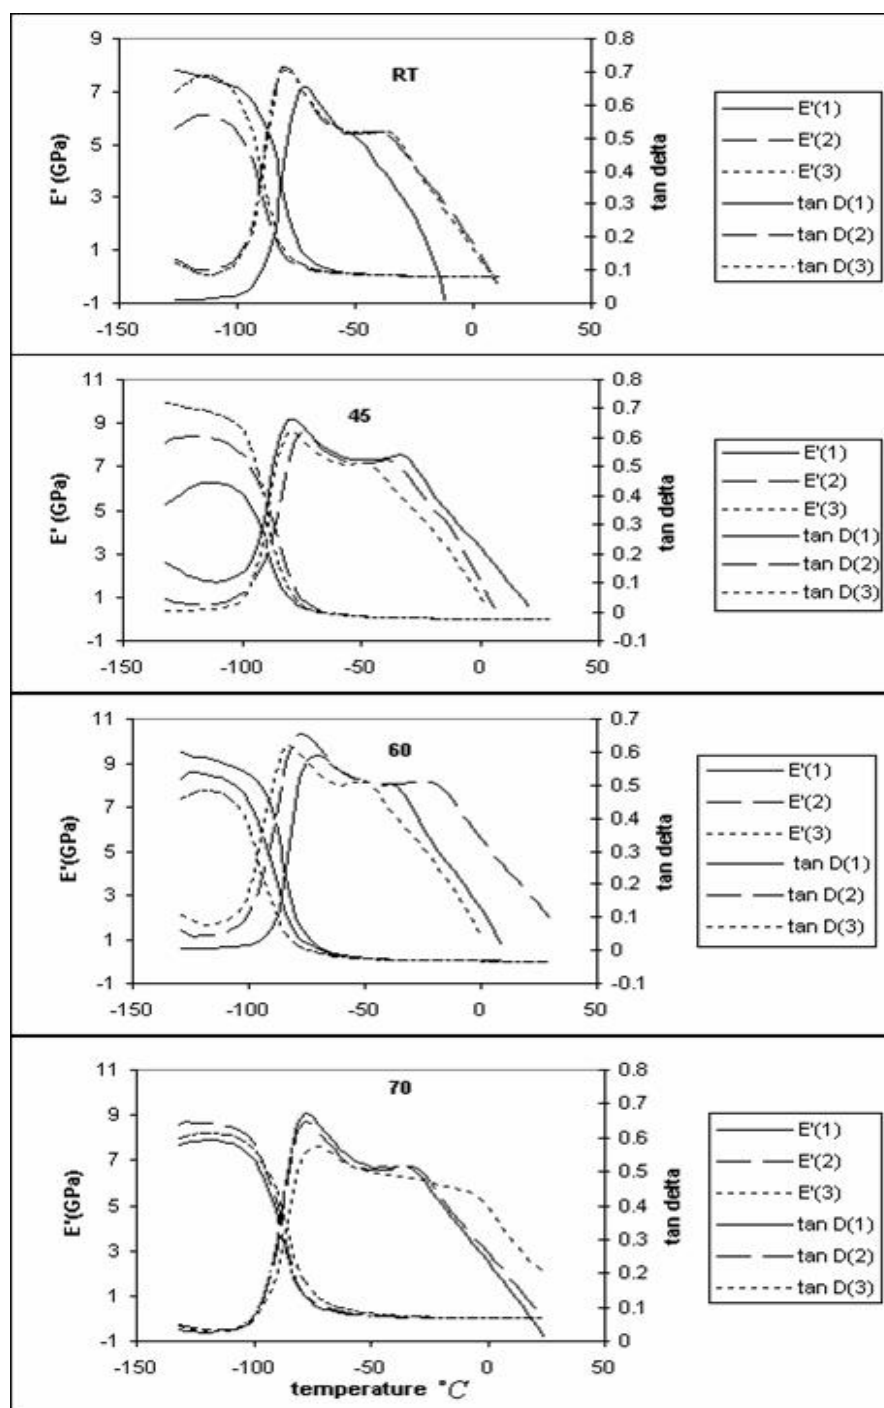 RT
E' (GPa)
9
7
5
3
1
-1
-150
-100
-50
0
50
0.8
0.7
0.6
0.5
0.4
0.3
0.2
0.1
0
tan delta
E'(1)
E'(2)
E'(3)
tan D(1)
tan D(2)
tan D(3)
45
E' (GPa)
11
9
7
5
3
1
-1
-150
-100
-50
0
50
0.8
0.7
0.6
0.5
0.4
0.3
0.2
0.1
0
-0.1
tan delta
E'(1)
E'(2)
E'(3)
tan D(1)
tan D(2)
tan D(3)
60
E'(GPa)
11
9
7
5
3
1
-1
-150
-100
-50
0
50
0.7
0.6
0.5
0.4
0.3
0.2
0.1
0
-0.1
tan delta
E'(1)
E'(2)
E'(3)
tan D(1)
tan D(2)
tan D(3)
70
E'(GPa)
11
9
7
5
3
1
-1
-150
-100
-50
0
50
temperature °C
0.8
0.7
0.6
0.5
0.4
0.3
0.2
0.1
0
tan delta
E'(1)
E'(2)
E'(3)
tan D(1)
tan D(2)
tan D(3)